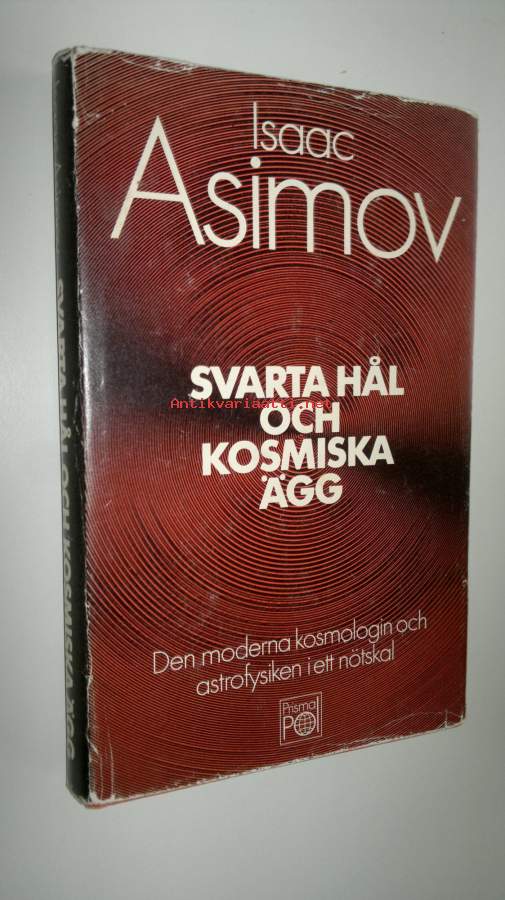 Isaac
Asimov
SVARTA HÅL
Antikvariaatti.net
OCH
KOSMISKA
ÄGG
Den moderna kosmologin och
astrofysiken i ett nötskal
Prisma
POI
SVARTA HÅL OCH KOSMISKA ÄGG